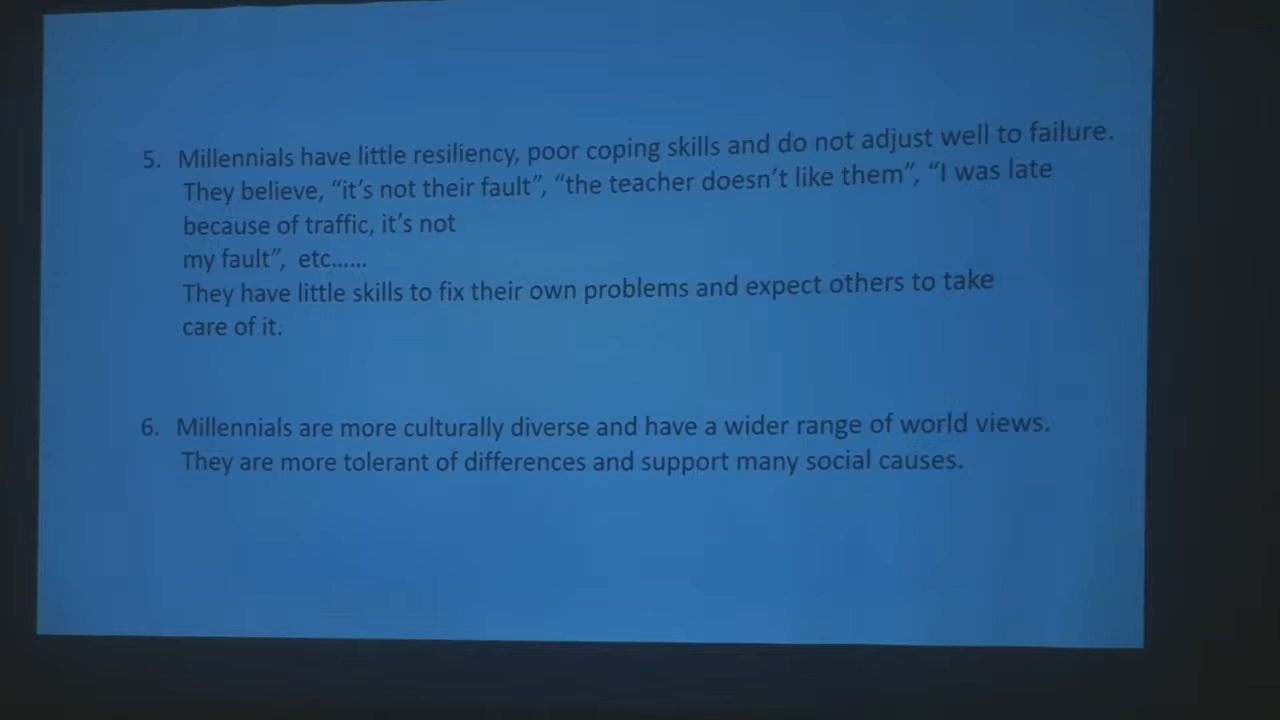 5. Millennials have little resiliency, poor coping skills and do not adjust well to failure.
They believe, “it’s not their fault”, “the teacher doesn’t like them”, “I was late
because of traffic, it’s not
my fault”, etc......
They have little skills to fix their own problems and expect others to take
care of it.
6. Millennials are more culturally diverse and have a wider range of world views.
They are more tolerant of differences and support many social causes.